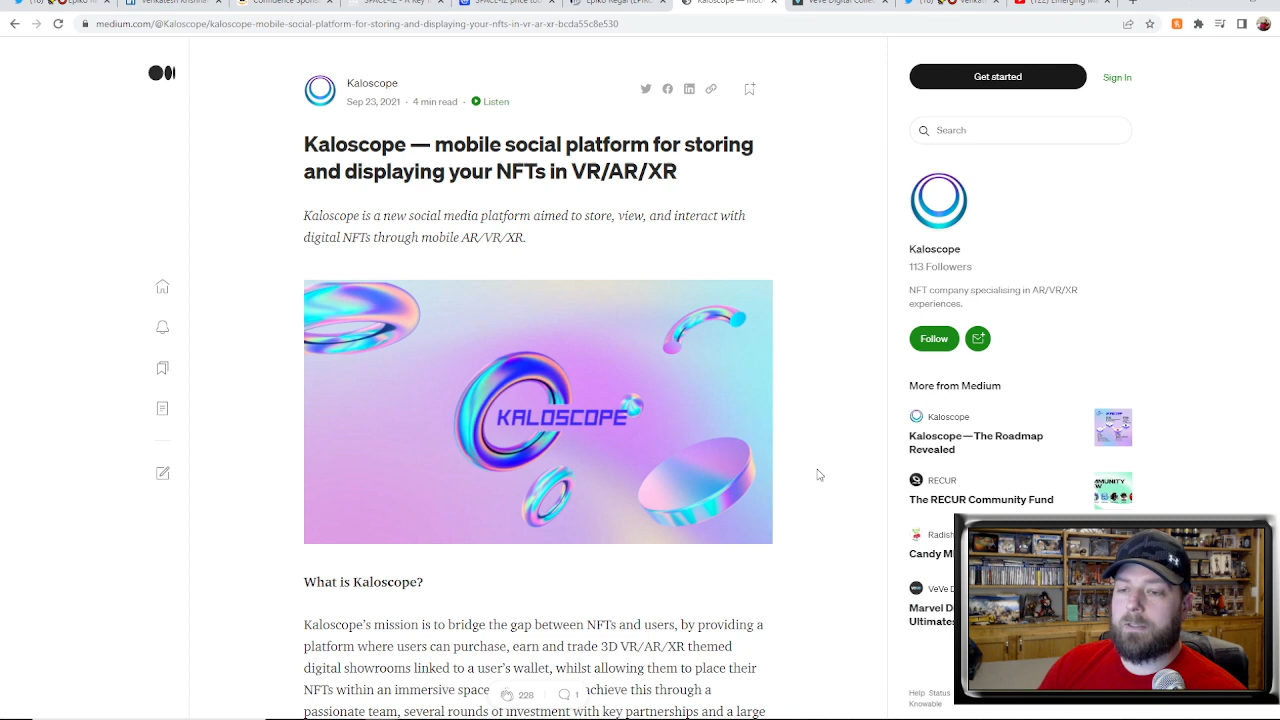 medium.com/@Kaloscope/kaloscope-mobile-social-platform-for-storing-and-displaying-your-nfts-in-vr-ar-xr-bcda55c8e530
Kaloscope
Sep 23, 2021 · 4 min read · Listen
Kaloscope — mobile social platform for storing
and displaying your NFTs in VR/AR/XR
Kaloscope is a new social media platform aimed to store, view, and interact with
digital NFTs through mobile AR/VR/XR.
KALOSCOPE
What is Kaloscope?
Kaloscope's mission is to bridge the gap between NFTs and users, by providing a
platform where users can purchase, earn and trade 3D VR/AR/XR themed
digital showrooms linked to a user's wallet, whilst allowing them to place their
NFTs within an immersive space achieve this through a
228 1
passionate team, several rounds of investment with key partnerships and a large
Get started
Sign In
Search
Kaloscope
113 Followers
NFT company specialising in AR/VR/XR
experiences.
Follow
More from Medium
Kaloscope
Kaloscope—The Roadmap
Revealed
RECUR
The RECUR Community Fund
Radish
Candy
VeVe D
Marvel
Ultimates
Help Status
Knowable